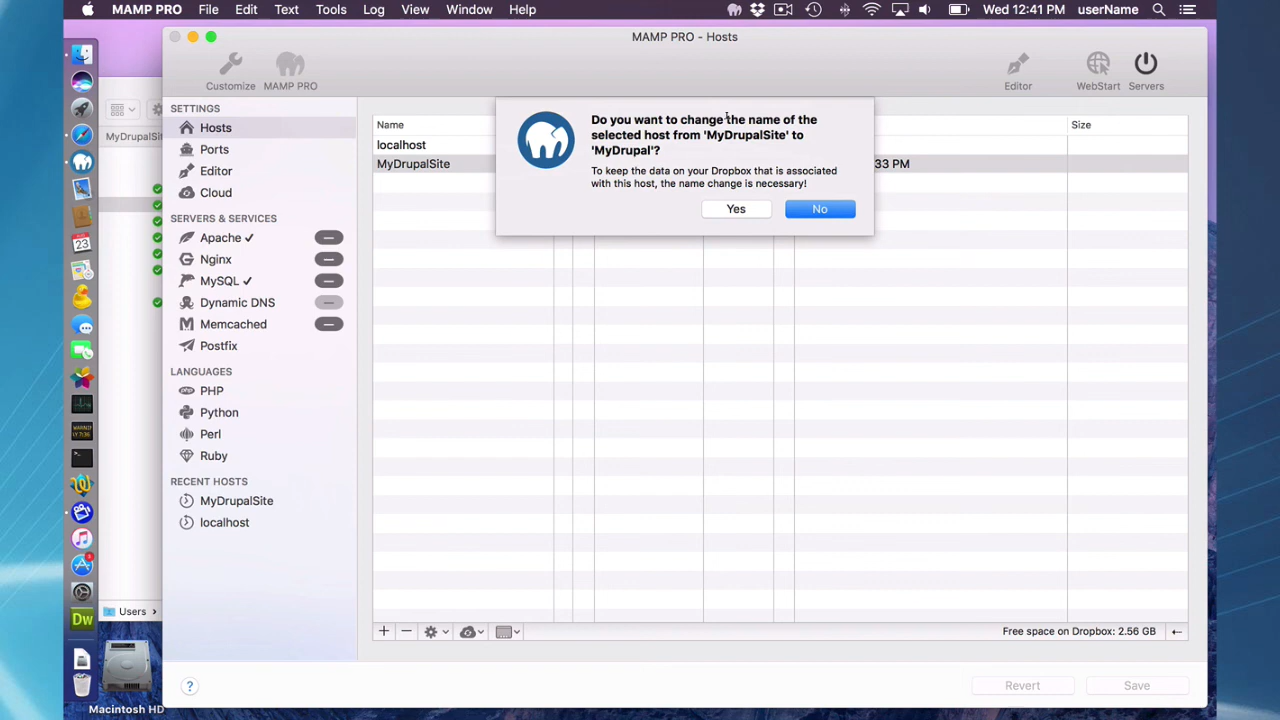 MAMP PRO File Edit Text Tools Log View Window Help Wed 12:41 PM userName
MAMP PRO - Hosts
Customize MAMP PRO Editor WebStart Servers
SETTINGS
Hosts
Ports
Editor
Cloud
SERVERS & SERVICES
Apache ✓
Nginx
MySQL ✓
Dynamic DNS
Memcached
Postfix
LANGUAGES
PHP
Python
Perl
Ruby
RECENT HOSTS
MyDrupalSite
localhost
Name Size
localhost
MyDrupalSite 33 PM
Do you want to change the name of the
selected host from 'MyDrupalSite' to
'MyDrupal'?
To keep the data on your Dropbox that is associated
with this host, the name change is necessary!
Yes No
Free space on Dropbox: 2.56 GB
? Revert Save
MyDrupalSit
23
Users
Dw
Macintosh HD